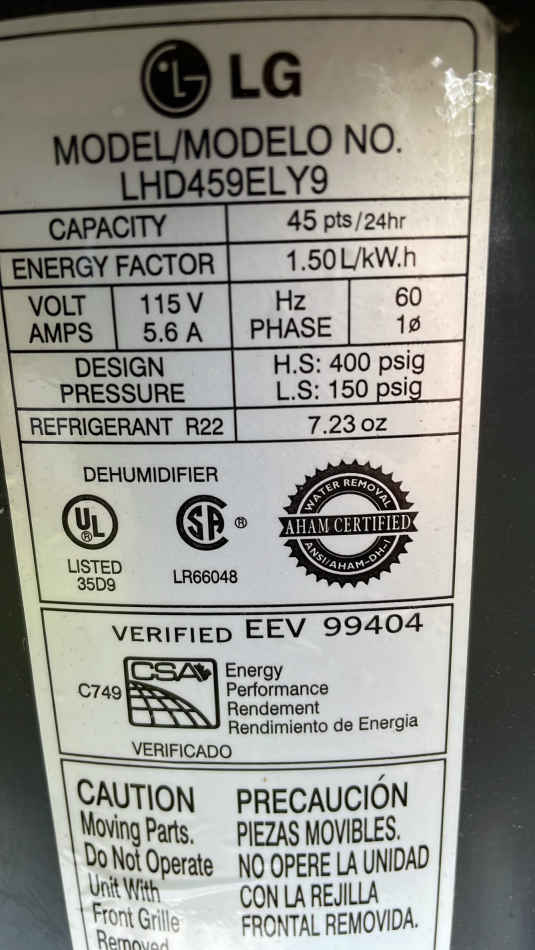 LG
MODEL/MODELO NO.
LHD459ELY9
CAPACITY 45 pts/24hr
ENERGY FACTOR 1.50L/kW.h
VOLT 115 V Hz 60
AMPS 5.6 A PHASE 1ø
DESIGN PRESSURE H.S: 400 psig
L.S: 150 psig
REFRIGERANT R22 7.23 oz
DEHUMIDIFIER
UL ®
LISTED
35D9
SA ®
LR66048
WATER REMOVAL
AHAM CERTIFIED
ANSI/AHAM-DH-1
VERIFIED EEV 99404
C749 CSA
Energy
Performance
Rendement
Rendimiento de Energia
VERIFICADO
CAUTION
Moving Parts.
Do Not Operate
Unit With
Front Grille
Removed
PRECAUCIÓN
PIEZAS MOVIBLES.
NO OPERE LA UNIDAD
CON LA REJILLA
FRONTAL REMOVIDA.